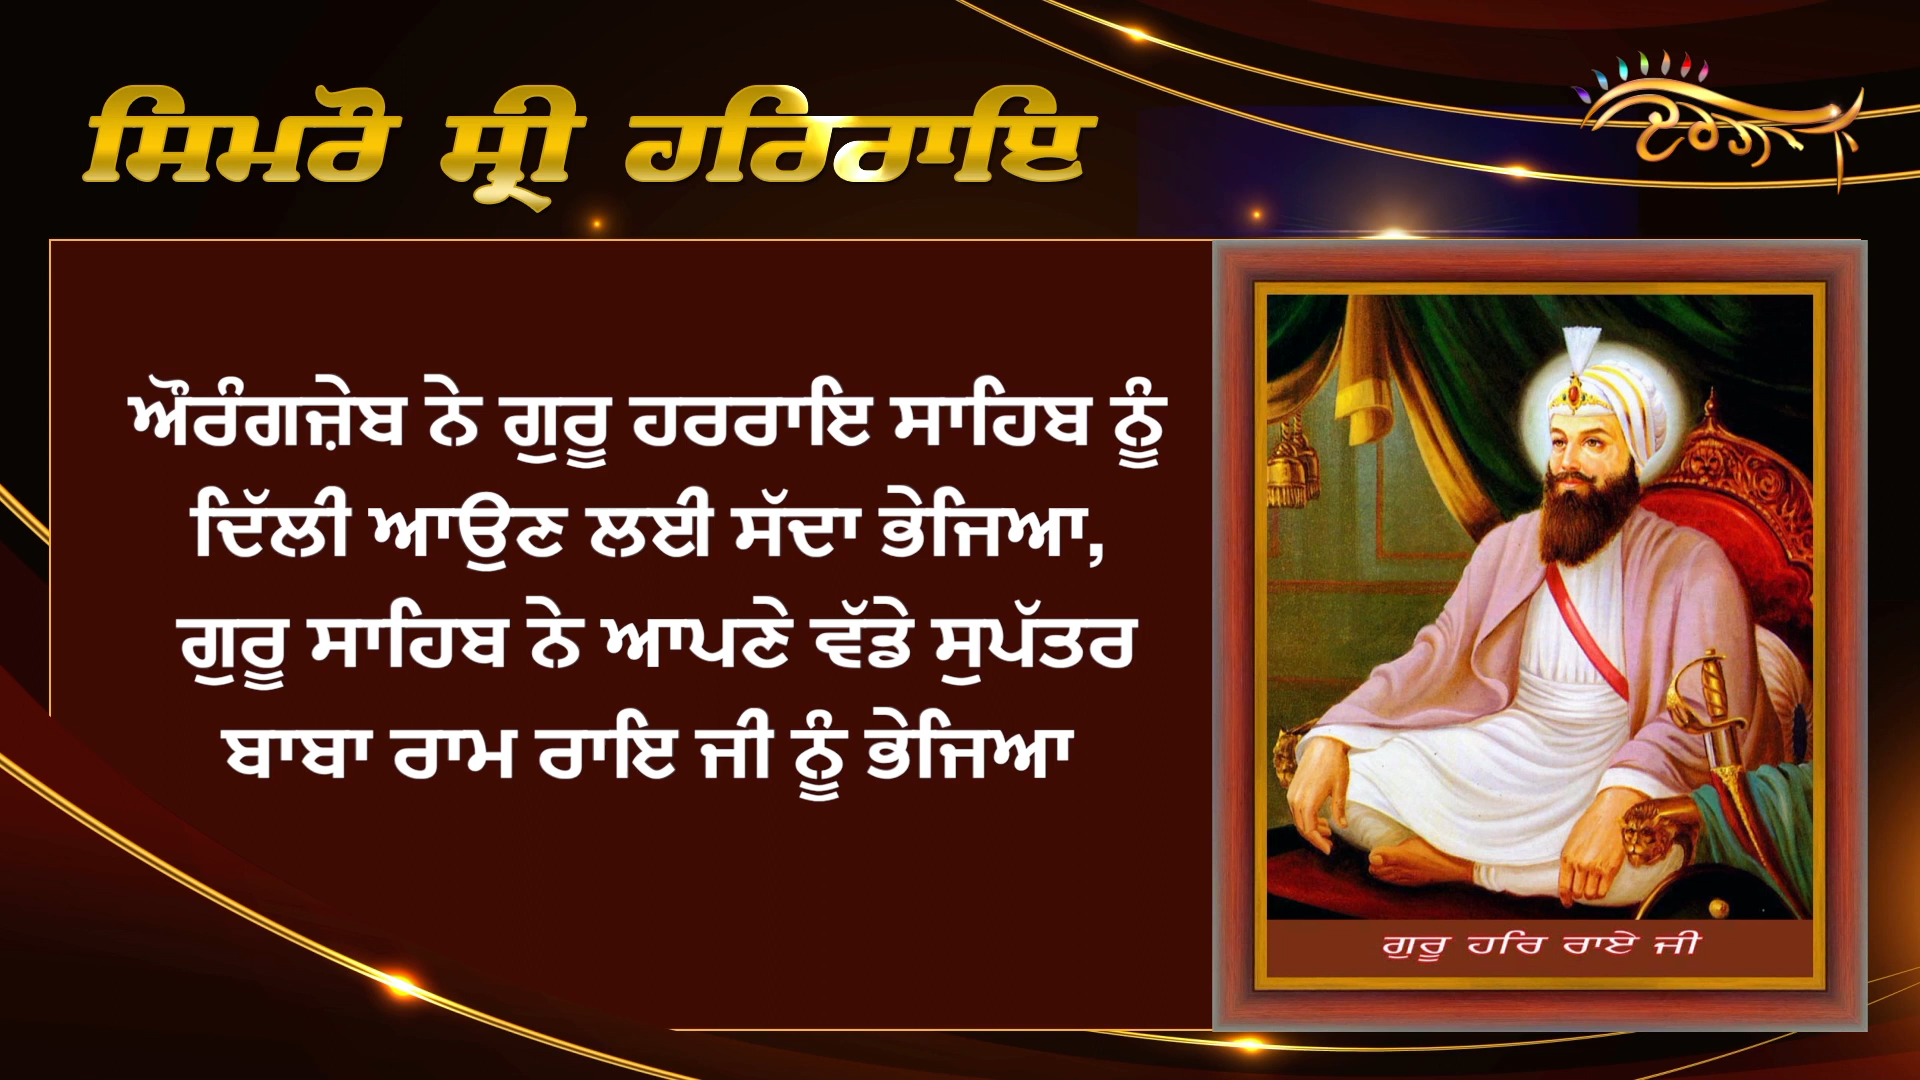 ਸਿਮਰੌ ਸ੍ਰੀ ਹਰਿਰਾਇ
ਔਰੰਗਜ਼ੇਬ ਨੇ ਗੁਰੂ ਹਰਰਾਇ ਸਾਹਿਬ ਨੂੰ
ਦਿੱਲੀ ਆਉਣ ਲਈ ਸੱਦਾ ਭੇਜਿਆ,
ਗੁਰੂ ਸਾਹਿਬ ਨੇ ਆਪਣੇ ਵੱਡੇ ਸੁਪੱਤਰ
ਬਾਬਾ ਰਾਮ ਰਾਇ ਜੀ ਨੂੰ ਭੇਜਿਆ
ਗੁਰੂ ਹਰਿ ਰਾਏ ਜੀ